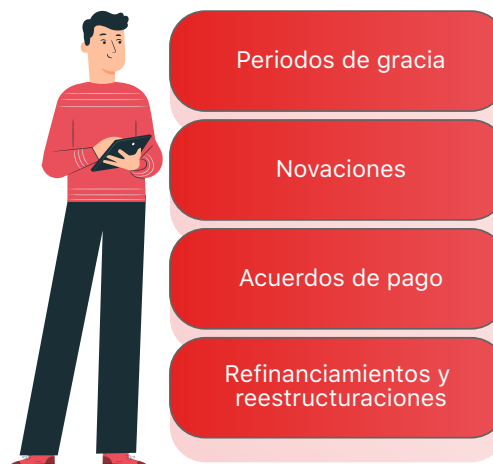 Periodos de gracia
Novaciones
Acuerdos de pago
Refinanciamientos y
reestructuraciones